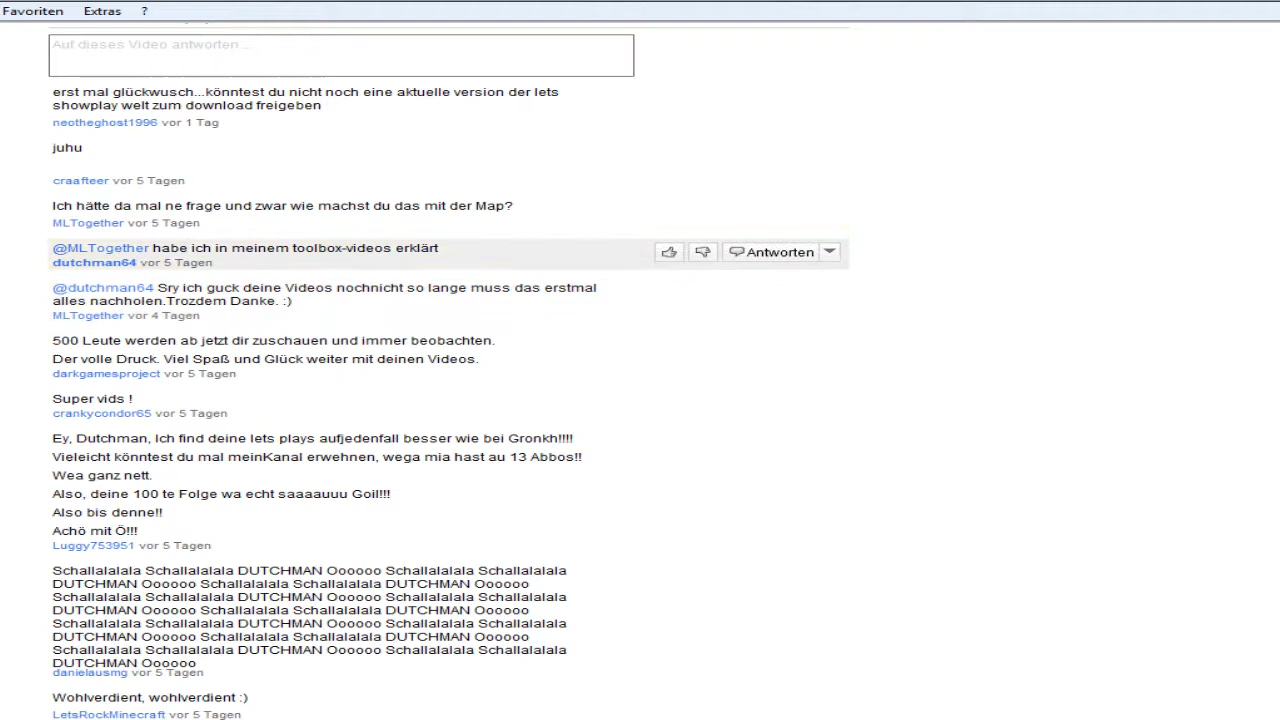 Favoriten Extras ?
Auf dieses Video antworten ...
erst mal glückwusch...könntest du nicht noch eine aktuelle version der lets
showplay welt zum download freigeben
neotheghost1996 vor 1 Tag
juhu
craafteer vor 5 Tagen
Ich hätte da mal ne frage und zwar wie machst du das mit der Map?
MLTogether vor 5 Tagen
@MLTogether habe ich in meinem toolbox-videos erklärt
Antworten
dutchman64 vor 5 Tagen
@dutchman64 Sry ich guck deine Videos nochnicht so lange muss das erstmal
alles nachholen.Trozdem Danke. :)
MLTogether vor 4 Tagen
500 Leute werden ab jetzt dir zuschauen und immer beobachten.
Der volle Druck. Viel Spaß und Glück weiter mit deinen Videos.
darkgamesproject vor 5 Tagen
Super vids !
crankycondor65 vor 5 Tagen
Ey, Dutchman, Ich find deine lets plays aufjedenfall besser wie bei Gronkh!!!!
Vieleicht könntest du mal meinKanal erwehnen, wega mia hast au 13 Abbos!!
Wea ganz nett.
Also, deine 100 te Folge wa echt saaaauuu Goil!!!
Also bis denne!!
Achö mit Ö!!!
Luggy753951 vor 5 Tagen
Schallalalala Schallalalala DUTCHMAN Oooooo Schallalalala Schallalalala
DUTCHMAN Oooooo Schallalalala Schallalalala DUTCHMAN Oooooo
Schallalalala Schallalalala DUTCHMAN Oooooo Schallalalala Schallalalala
DUTCHMAN Oooooo Schallalalala Schallalalala DUTCHMAN Oooooo
Schallalalala Schallalalala DUTCHMAN Oooooo Schallalalala Schallalalala
DUTCHMAN Oooooo Schallalalala Schallalalala DUTCHMAN Oooooo
Schallalalala Schallalalala DUTCHMAN Oooooo Schallalalala Schallalalala
DUTCHMAN Oooooo
danielausmg vor 5 Tagen
Wohlverdient, wohlverdient :)
LetsRockMinecraft vor 5 Tagen